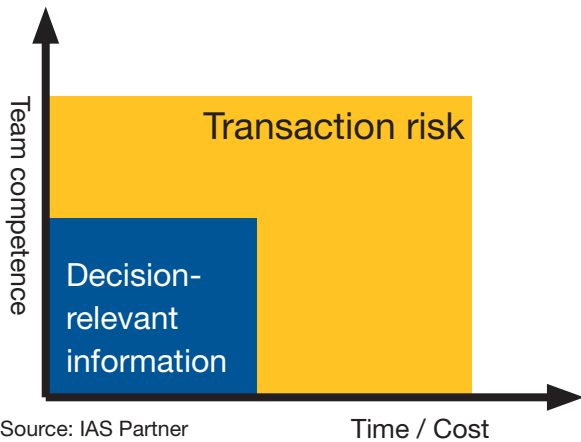 Team competence
Transaction risk
Decision-
relevant
information
Source: IAS Partner
Time / Cost